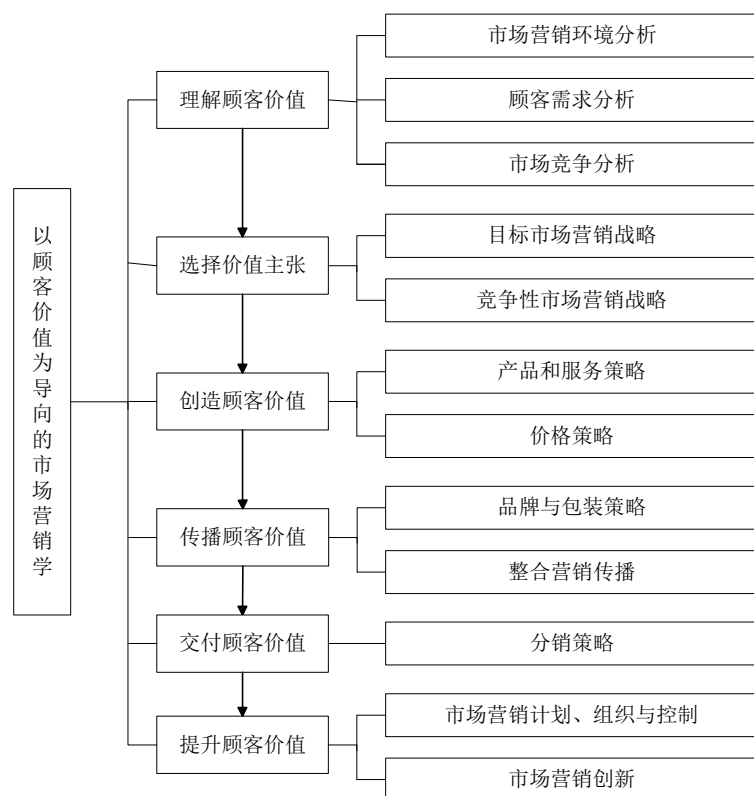 以顾客价值为导向的市场营销学
理解顾客价值
市场营销环境分析
顾客需求分析
市场竞争分析
选择价值主张
目标市场营销战略
竞争性市场营销战略
创造顾客价值
产品和服务策略
价格策略
传播顾客价值
品牌与包装策略
整合营销传播
交付顾客价值
分销策略
提升顾客价值
市场营销计划、组织与控制
市场营销创新